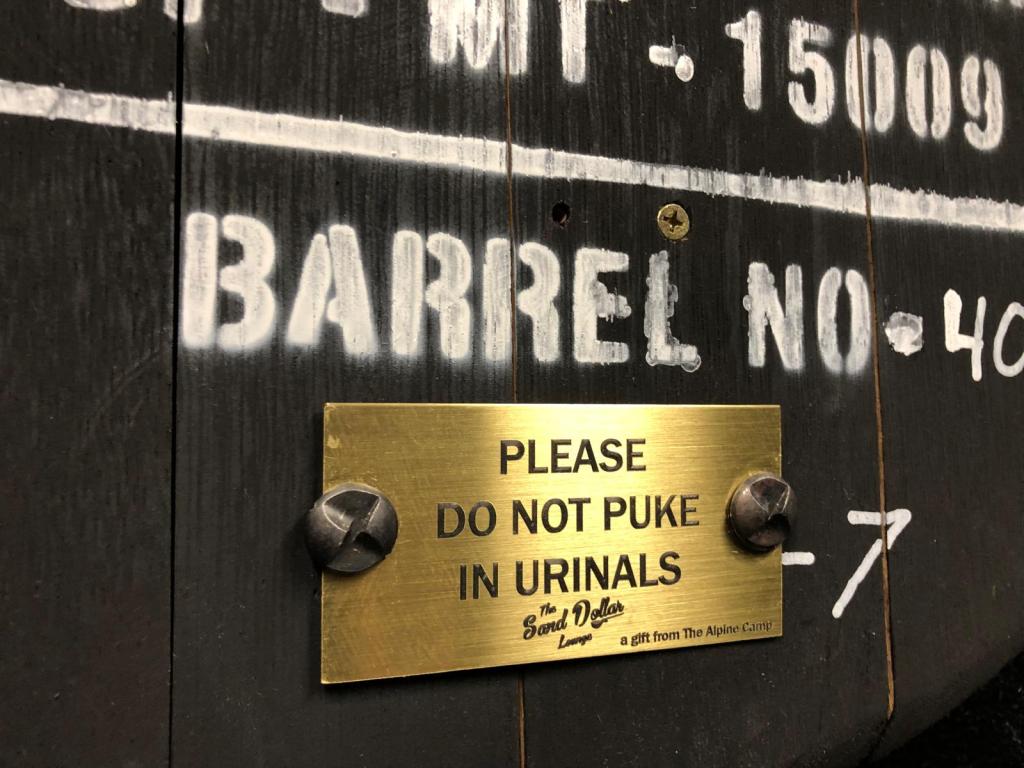 MT. 15009
BARREL NO. 40
PLEASE
DO NOT PUKE
IN URINALS
The
Sand Dollar
Lounge
a gift from The Alpine Camp
-7